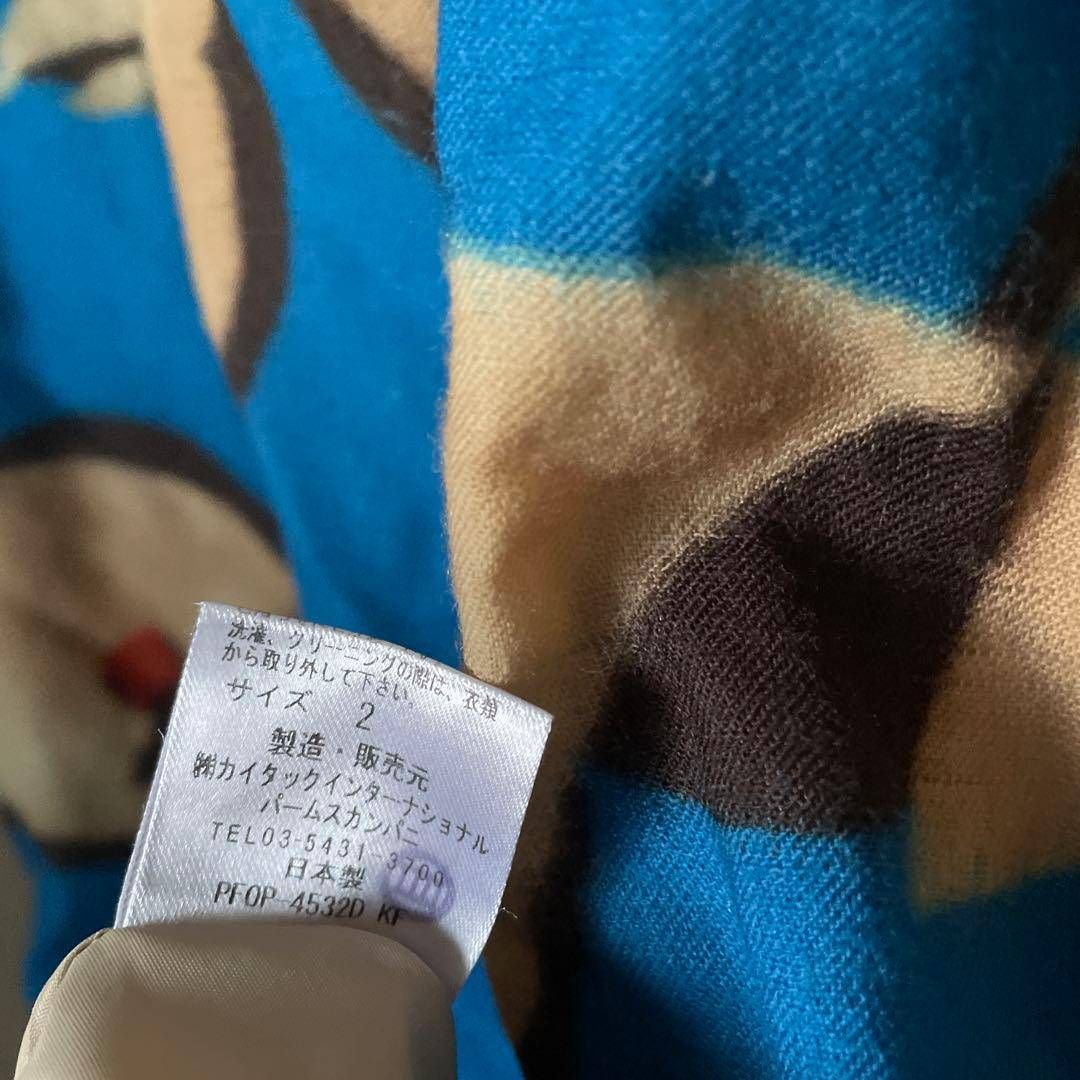 洗濯、クリーニングの際は、衣類
から取り外して下さい。
サイズ 2
製造・販売元
㈱カイタックインターナショナル
パームスカンパニ
TEL03-5431-3700
日本製
PFOP-4532D KF